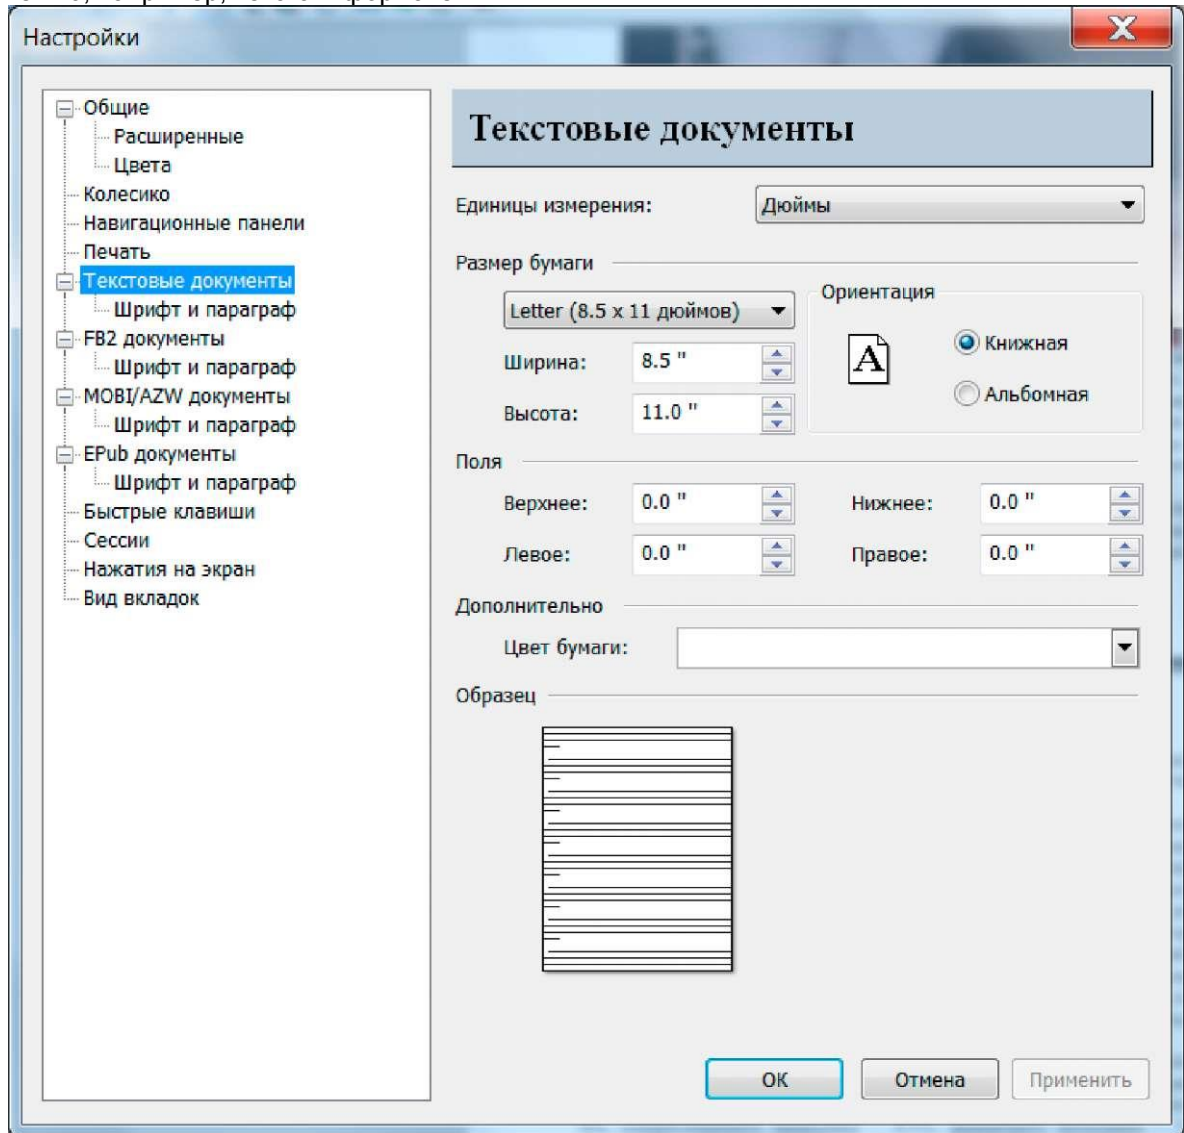 Настройки
Общие
Расширенные
Цвета
Колесико
Навигационные панели
Печать
Текстовые документы
Шрифт и параграф
FB2 документы
Шрифт и параграф
MOBI/AZW документы
Шрифт и параграф
EPub документы
Шрифт и параграф
Быстрые клавиши
Сессии
Нажатия на экран
Вид вкладок
Текстовые документы
Единицы измерения: Дюймы
Размер бумаги
Letter (8.5 x 11 дюймов)
Ширина: 8.5 "
Высота: 11.0 "
Ориентация
A
Книжная
Альбомная
Поля
Верхнее: 0.0 " Нижнее: 0.0 "
Левое: 0.0 " Правое: 0.0 "
Дополнительно
Цвет бумаги:
Образец
ОК Отмена Применить